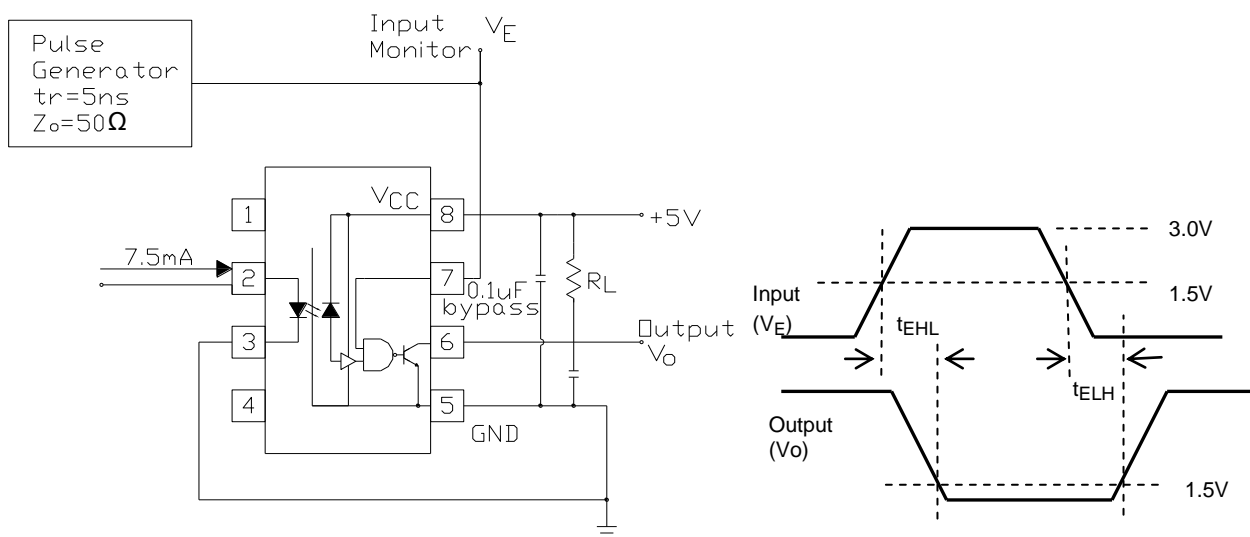 Pulse
Generator
tr=5ns
Zo=50Ω
Input
Monitor
VE
VCC
1
2
3
4
8
7
6
5
7.5mA
+5V
0.1uF
bypass
RL
Output
Vo
GND
3.0V
1.5V
Input
(VE)
tEHL
tELH
Output
(Vo)
1.5V